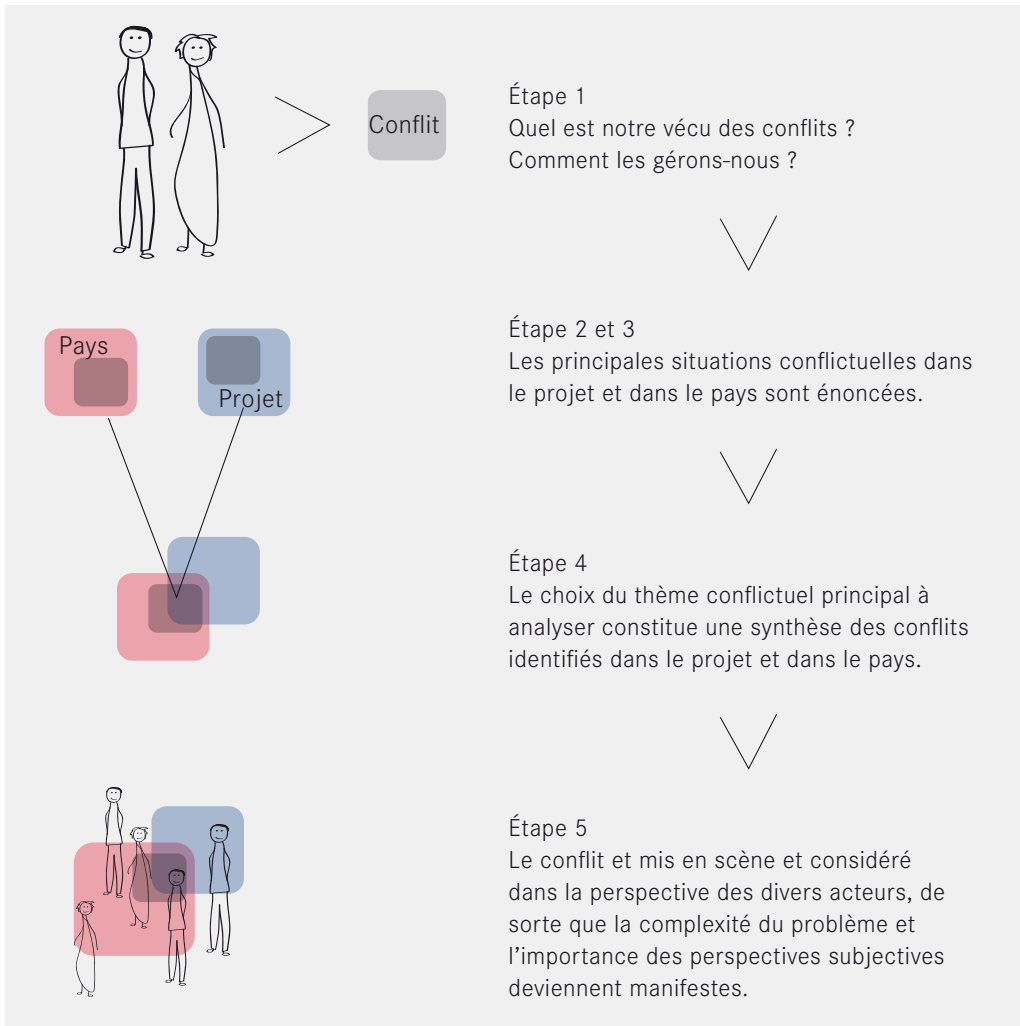 Conflit
Étape 1
Quel est notre vécu des conflits ?
Comment les gérons-nous ?
Pays
Projet
Étape 2 et 3
Les principales situations conflictuelles dans
le projet et dans le pays sont énoncées.
Étape 4
Le choix du thème conflictuel principal à
analyser constitue une synthèse des conflits
identifiés dans le projet et dans le pays.
Étape 5
Le conflit et mis en scène et considéré
dans la perspective des divers acteurs, de
sorte que la complexité du problème et
l’importance des perspectives subjectives
deviennent manifestes.